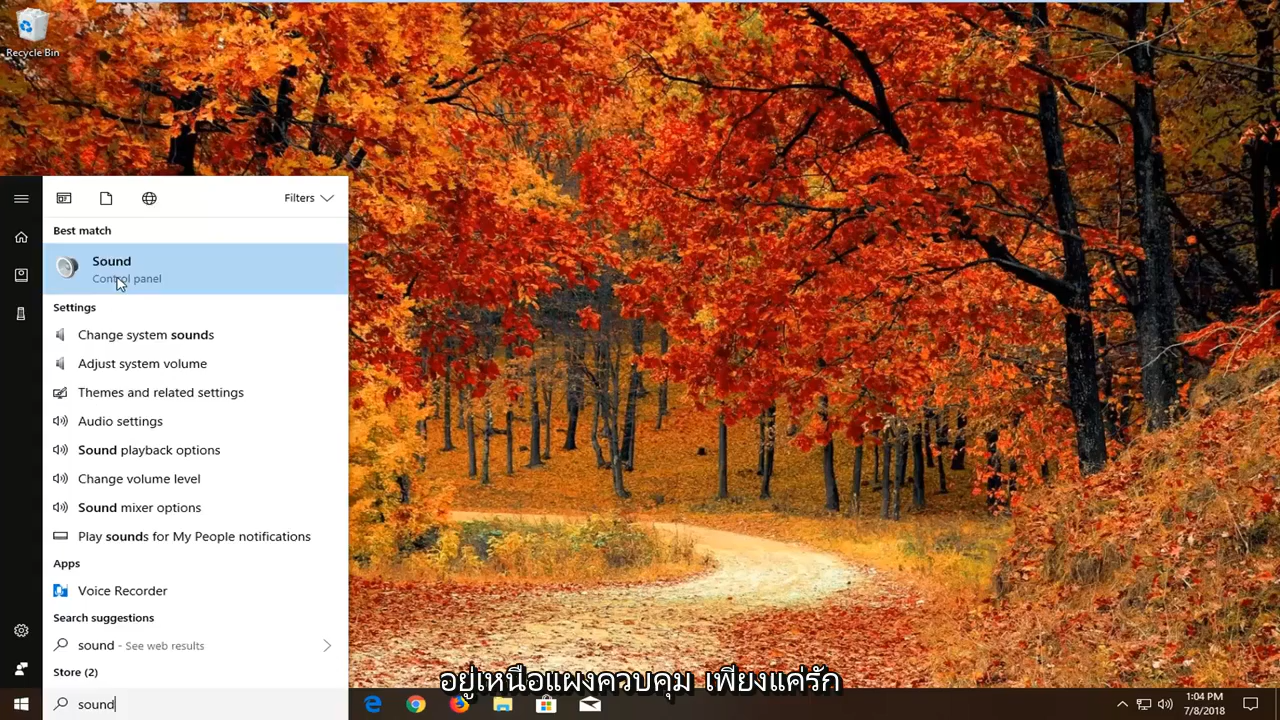 Recycle Bin
Filters
Best match
Sound
Control panel
Settings
Change system sounds
Adjust system volume
Themes and related settings
Audio settings
Sound playback options
Change volume level
Sound mixer options
Play sounds for My People notifications
Apps
Voice Recorder
Search suggestions
sound - See web results
Store (2)
อยู่เหนือแผงควบคุม เพียงแค่รัก
sound
1:04 PM
7/8/2018